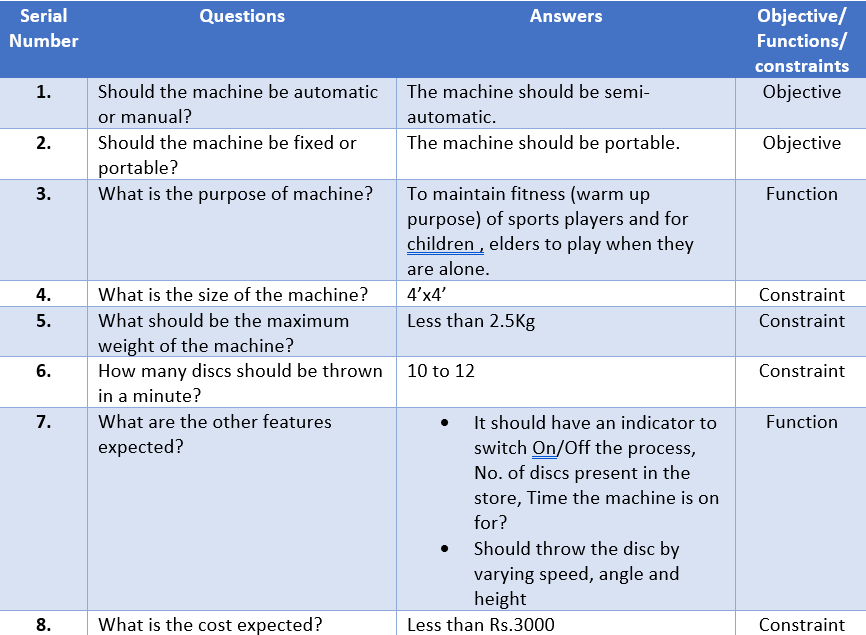 Serial Number Questions Answers Objective/ Functions/ constraints
1. Should the machine be automatic or manual? The machine should be semi-automatic. Objective
2. Should the machine be fixed or portable? The machine should be portable. Objective
3. What is the purpose of machine? To maintain fitness (warm up purpose) of sports players and for children , elders to play when they are alone. Function
4. What is the size of the machine? 4’x4’ Constraint
5. What should be the maximum weight of the machine? Less than 2.5Kg Constraint
6. How many discs should be thrown in a minute? 10 to 12 Constraint
7. What are the other features expected? • It should have an indicator to switch On/Off the process, No. of discs present in the store, Time the machine is on for? • Should throw the disc by varying speed, angle and height Function
8. What is the cost expected? Less than Rs.3000 Constraint